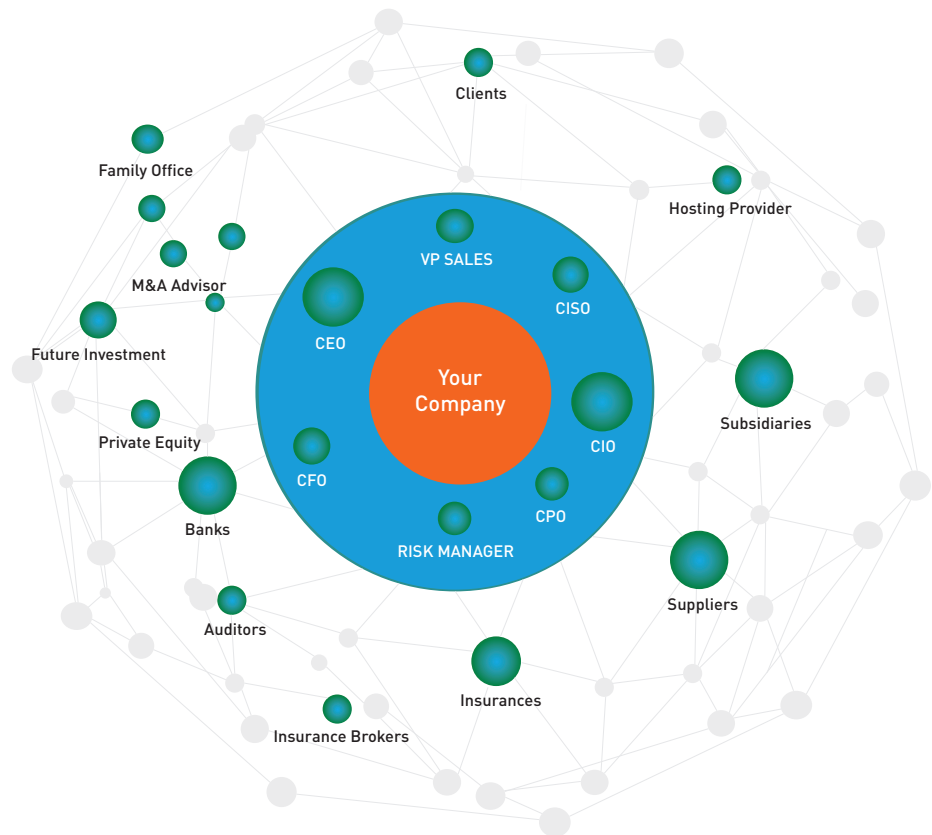 Clients
Family Office
Hosting Provider
VP SALES
M&A Advisor
CISO
CEO
Future Investment
Your
Company
Subsidiaries
Private Equity
CIO
CFO
CPO
Banks
RISK MANAGER
Suppliers
Auditors
Insurances
Insurance Brokers